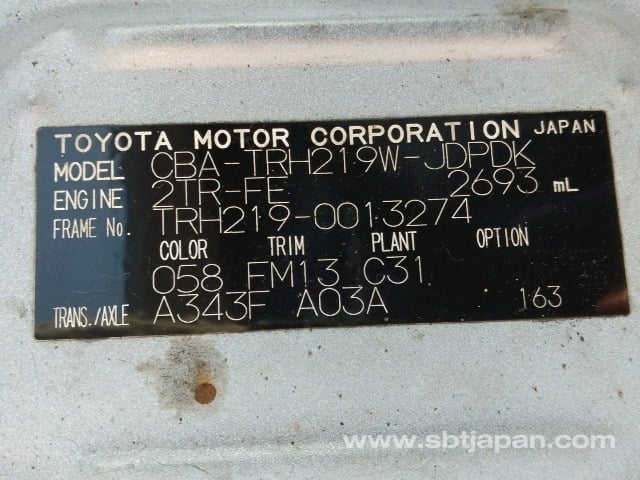 TOYOTA MOTOR CORPORATION JAPAN
MODEL CBA-TRH219W-JDPDK
ENGINE 2TR-FE 2693 mL
FRAME No. TRH219-0013274
COLOR TRIM PLANT OPTION
058 EM13 C31
TRANS./AXLE A343F A03A 163
www.sbtjapan.com